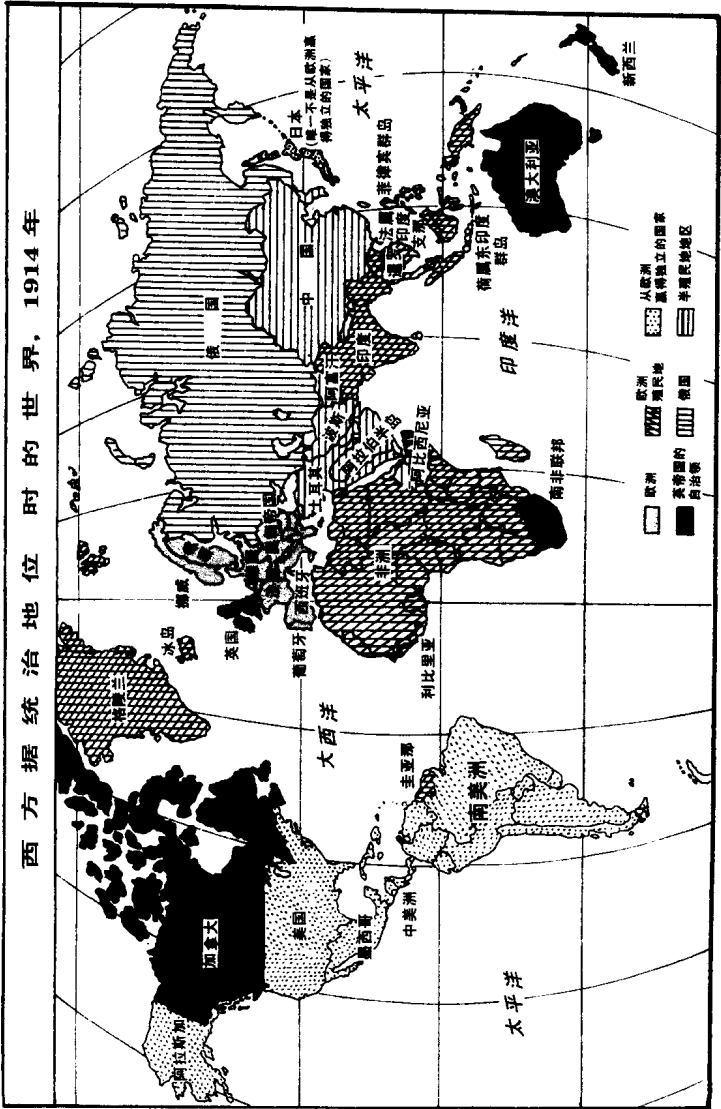 西方据统治地位时的世界，1914年
太平洋
日本
(唯一不是从欧洲赢
得独立的国家)
新西兰
澳大利亚
菲律宾群岛
法属
印度
支那
暹罗
荷属东印度
群岛
俄国
中国
印度
阿富汗
波斯
阿拉伯半岛
土耳其
阿比西尼亚
印度洋
南非联邦
非洲
利比里亚
挪威
冰岛
英国
葡萄牙
西班牙
格陵兰
大西洋
圭亚那
南美洲
加拿大
美国
墨西哥
中美洲
阿拉斯加
太平洋
欧洲
英帝国的
自治领
欧洲
殖民地
俄国
从欧洲
赢得独立的国家
半殖民地地区